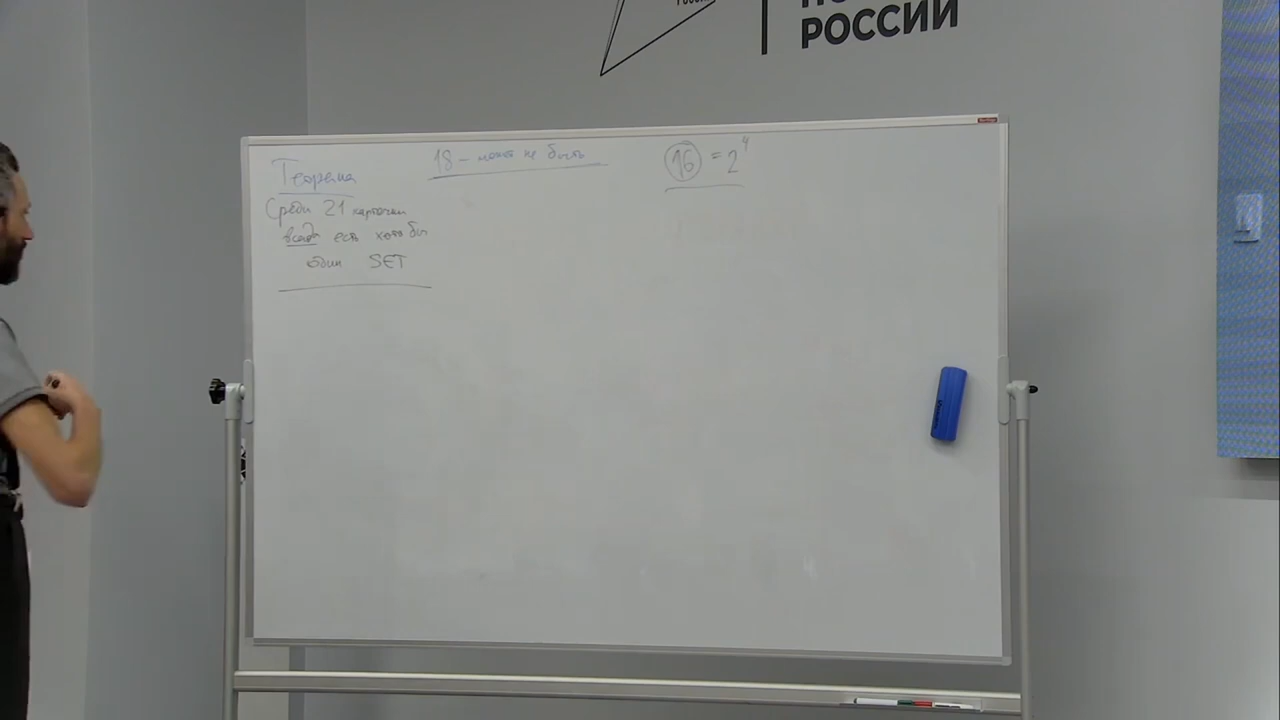 РОССИИ
Теорема
Среди 21 карточки
всегда есть хотя бы
один SET
18 - может не быть
16 = 2⁴